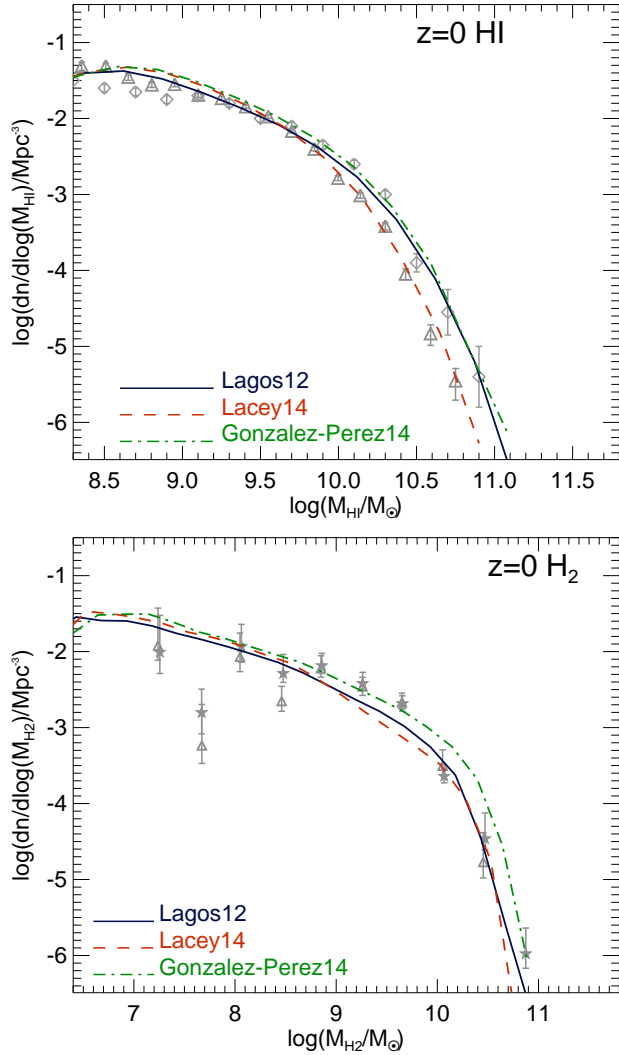 z=0 HI
-1
-2
-3
-4
-5
-6
log(dn/dlog(M_HI)/Mpc⁻³)
Lagos12
Lacey14
Gonzalez-Perez14
8.5 9.0 9.5 10.0 10.5 11.0 11.5
log(M_HI/M_☉)
z=0 H₂
-1
-2
-3
-4
-5
-6
log(dn/dlog(M_H2)/Mpc⁻³)
Lagos12
Lacey14
Gonzalez-Perez14
7 8 9 10 11
log(M_H2/M_☉)